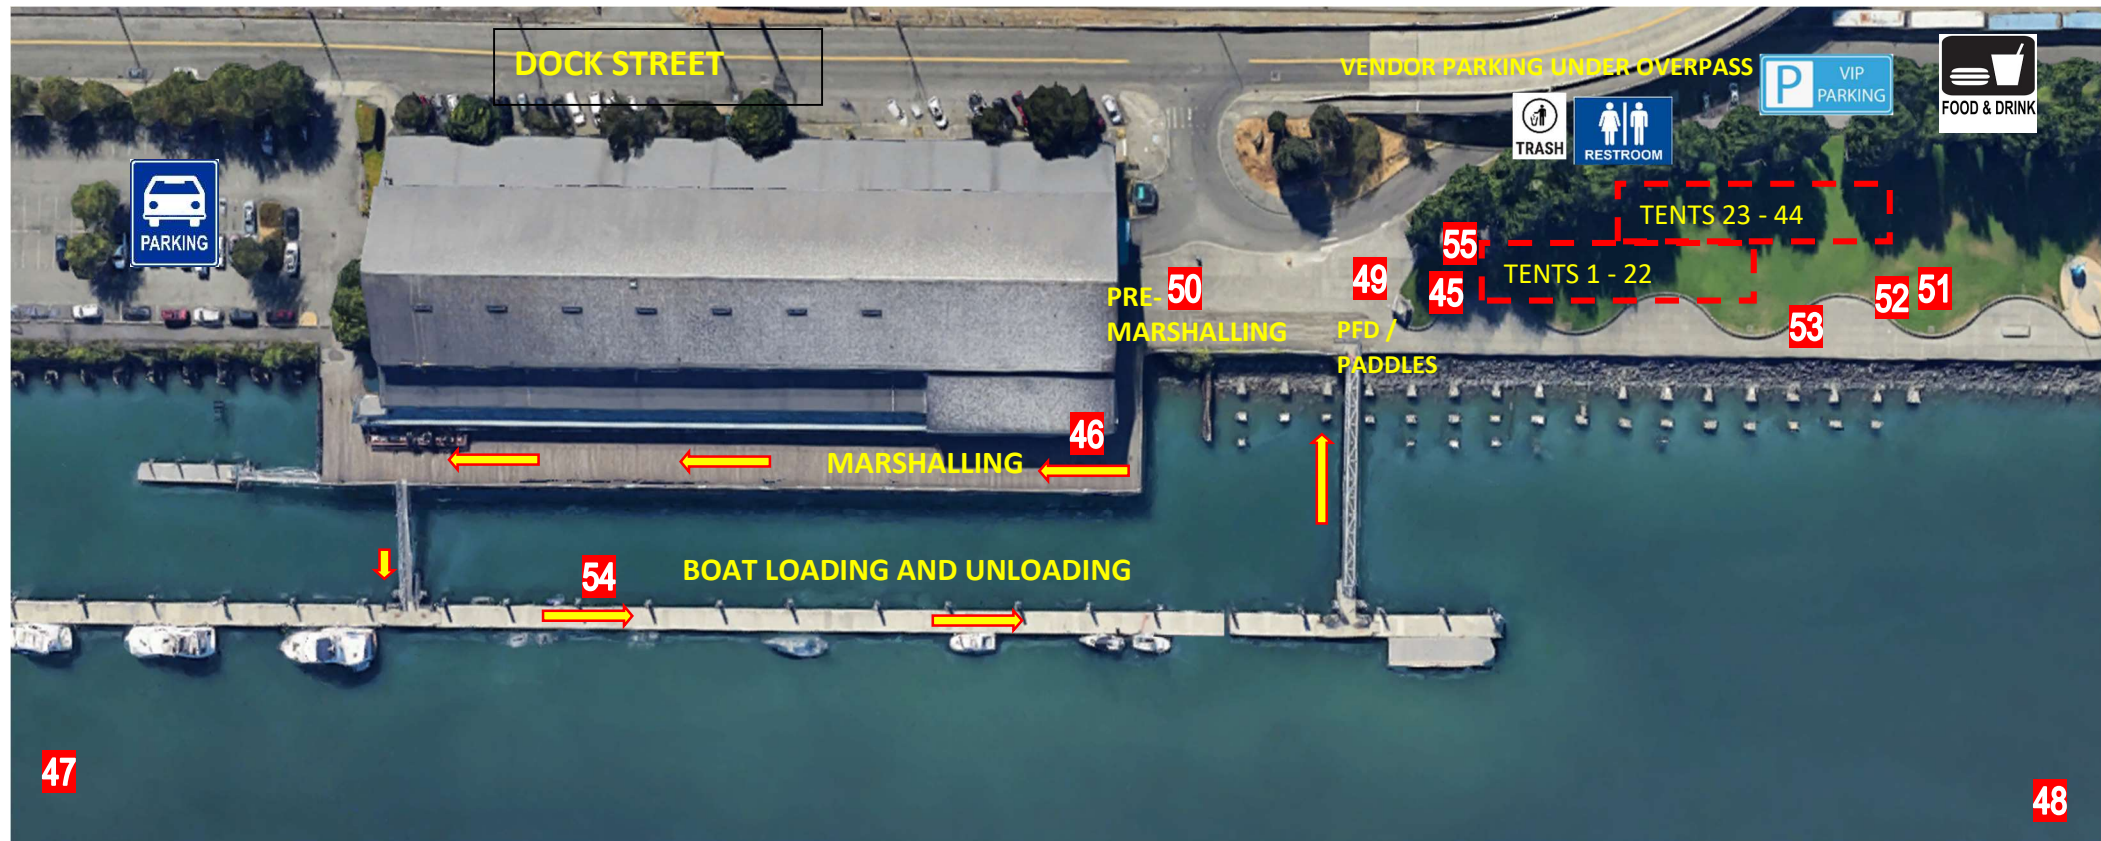 DOCK STREET
VENDOR PARKING UNDER OVERPASS
P VIP
PARKING
FOOD & DRINK
TRASH
RESTROOM
PARKING
TENTS 23 - 44
55
TENTS 1 - 22
45
49
50
PRE-
MARSHALLING
PFD /
PADDLES
51
52
53
46
MARSHALLING
54
BOAT LOADING AND UNLOADING
47
48